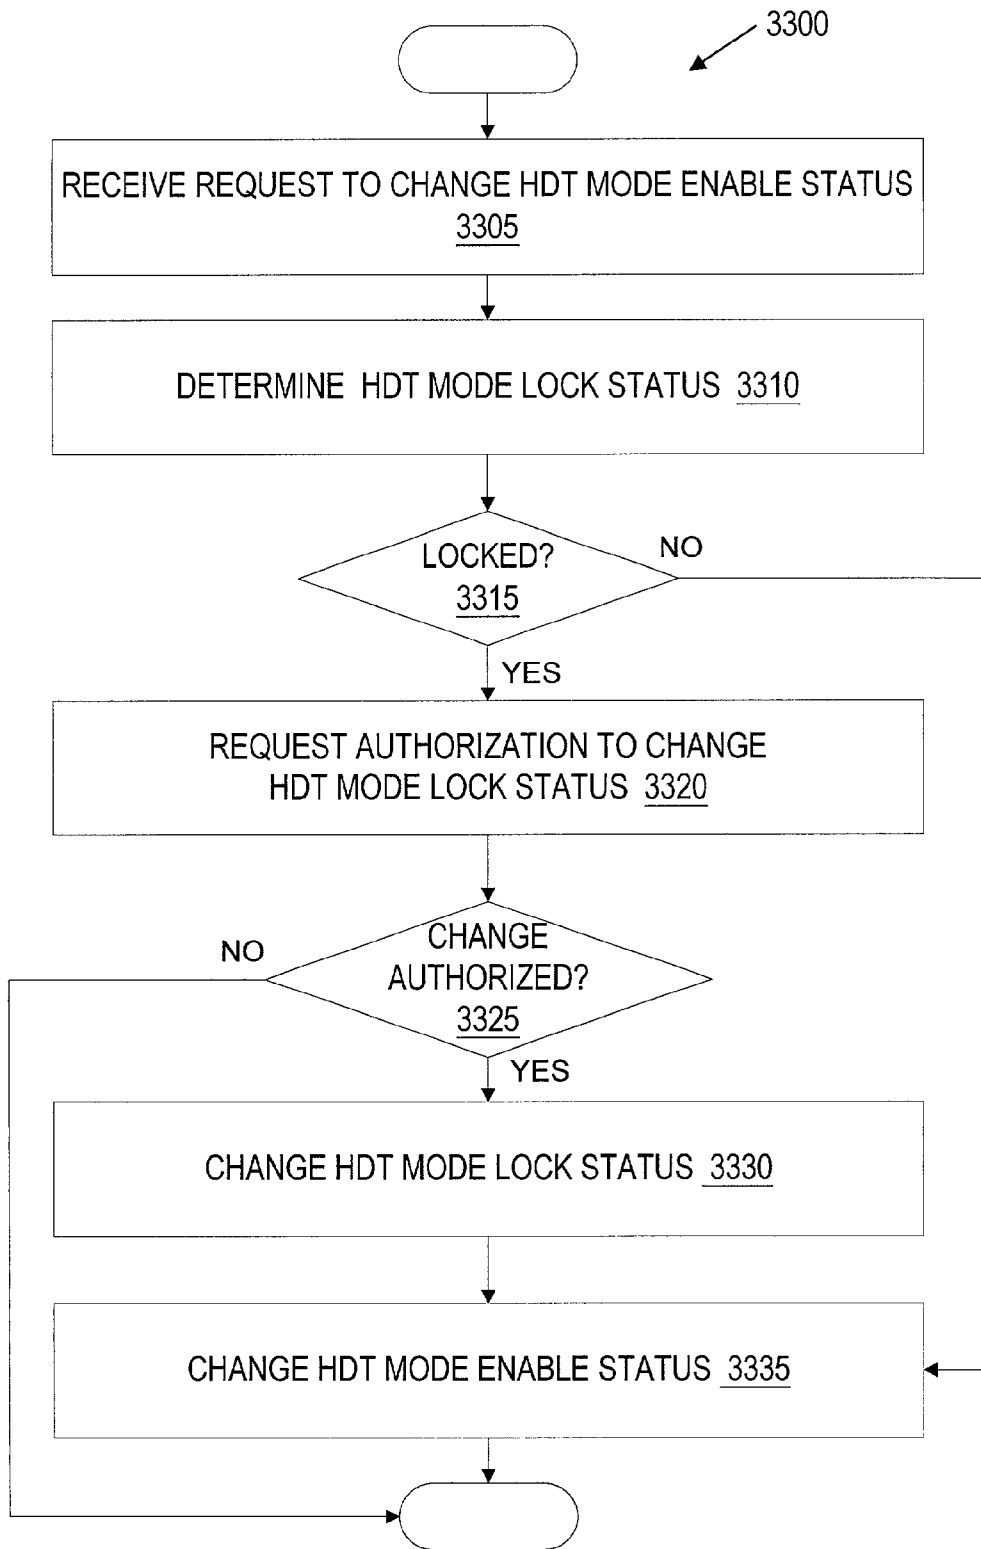 3300
RECEIVE REQUEST TO CHANGE HDT MODE ENABLE STATUS
3305
DETERMINE HDT MODE LOCK STATUS 3310
LOCKED?
3315
NO
YES
REQUEST AUTHORIZATION TO CHANGE
HDT MODE LOCK STATUS 3320
NO
CHANGE
AUTHORIZED?
3325
YES
CHANGE HDT MODE LOCK STATUS 3330
CHANGE HDT MODE ENABLE STATUS 3335